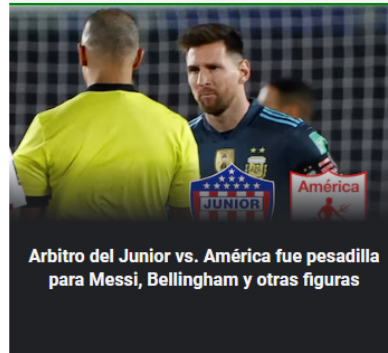 JUNIOR
América
Arbitro del Junior vs. América fue pesadilla
para Messi, Bellingham y otras figuras